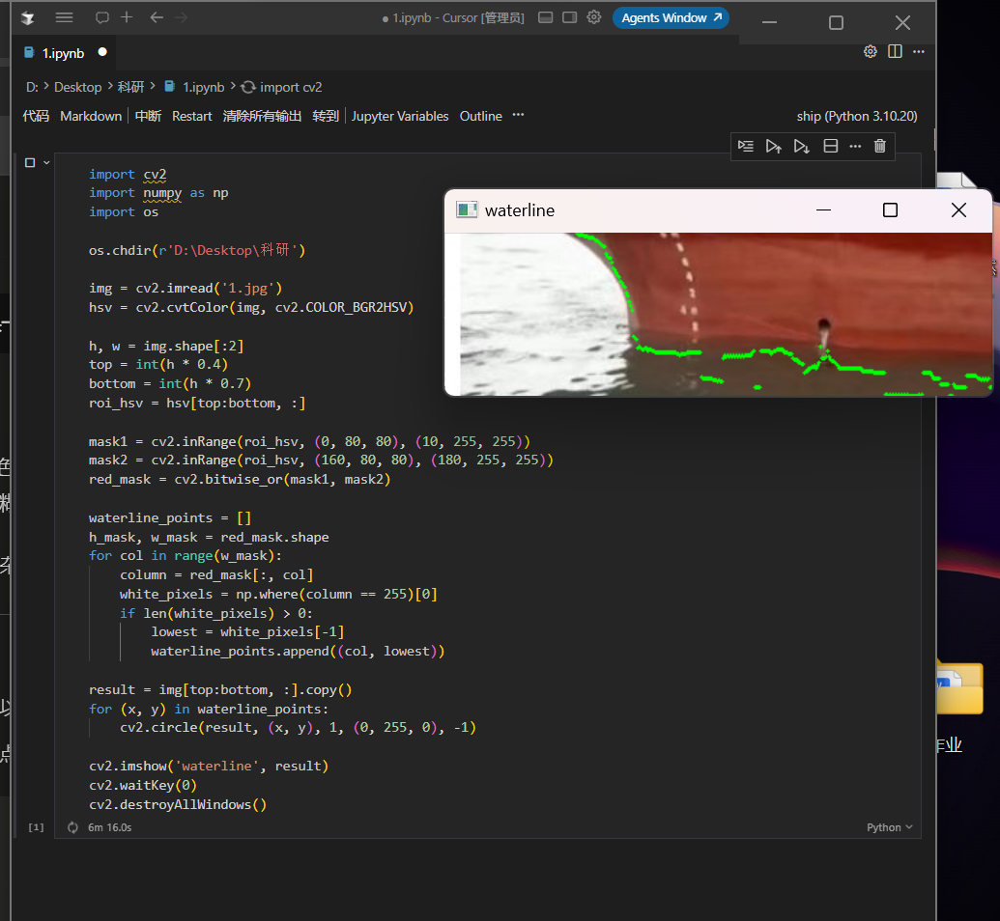 1.ipynb - Cursor [管理员]
Agents Window
1.ipynb
D: > Desktop > 科研 > 1.ipynb > import cv2
代码 Markdown 中断 Restart 清除所有输出 转到 Jupyter Variables Outline ... ship (Python 3.10.20)
import cv2
import numpy as np
import os
os.chdir(r'D:\Desktop\科研')
img = cv2.imread('1.jpg')
hsv = cv2.cvtColor(img, cv2.COLOR_BGR2HSV)
h, w = img.shape[:2]
top = int(h * 0.4)
bottom = int(h * 0.7)
roi_hsv = hsv[top:bottom, :]
mask1 = cv2.inRange(roi_hsv, (0, 80, 80), (10, 255, 255))
mask2 = cv2.inRange(roi_hsv, (160, 80, 80), (180, 255, 255))
red_mask = cv2.bitwise_or(mask1, mask2)
waterline_points = []
h_mask, w_mask = red_mask.shape
for col in range(w_mask):
    column = red_mask[:, col]
    white_pixels = np.where(column == 255)[0]
    if len(white_pixels) > 0:
        lowest = white_pixels[-1]
        waterline_points.append((col, lowest))
result = img[top:bottom, :].copy()
for (x, y) in waterline_points:
    cv2.circle(result, (x, y), 1, (0, 255, 0), -1)
cv2.imshow('waterline', result)
cv2.waitKey(0)
cv2.destroyAllWindows()
[1] 6m 16.0s Python
waterline
业